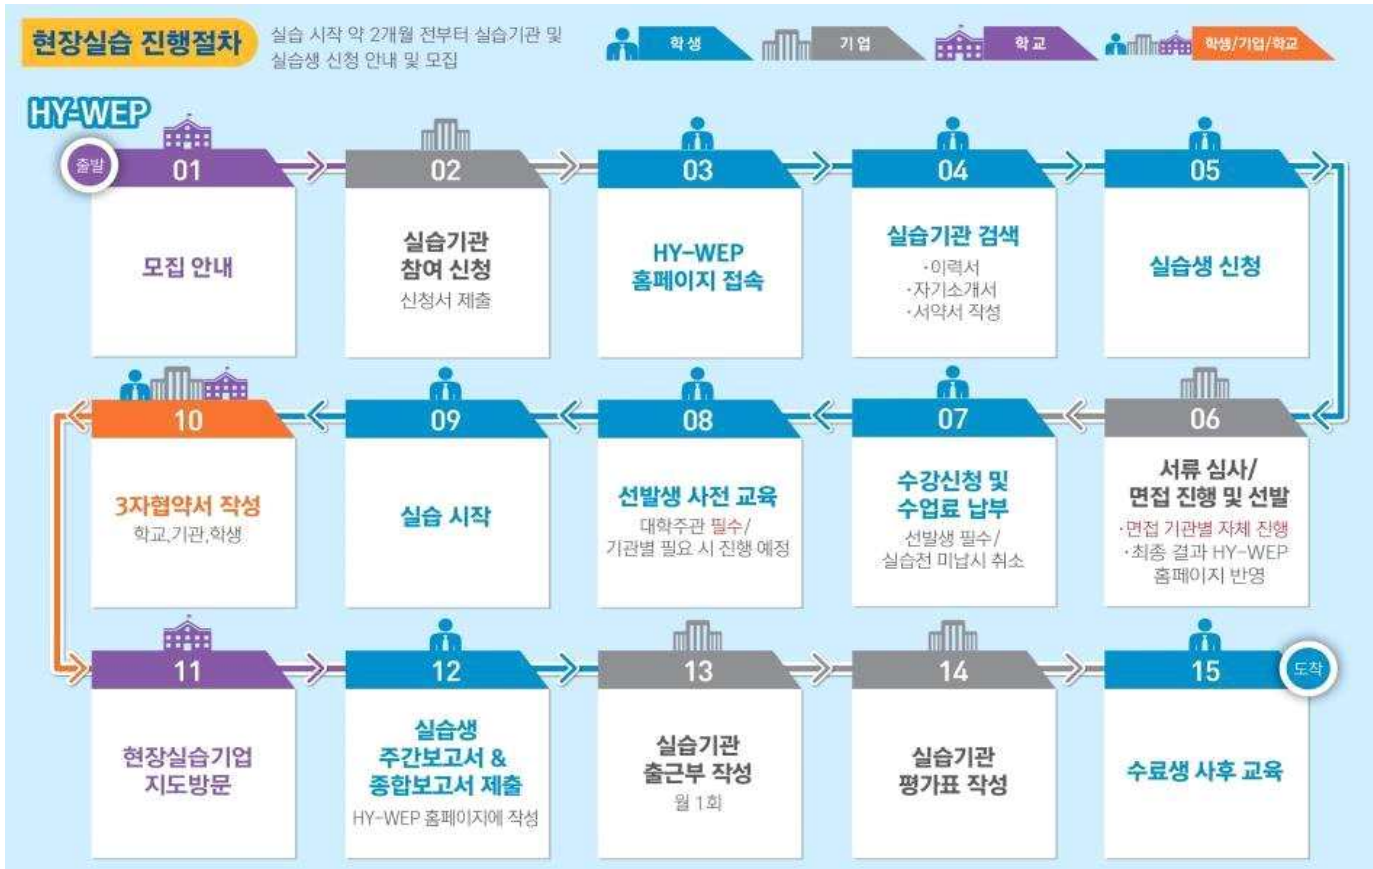 현장실습 진행절차
실습 시작 약 2개월 전부터 실습기관 및
실습생 신청 안내 및 모집
학생
기업
학교
학생/기업/학교
HY-WEP
출발
01
모집 안내
02
실습기관
참여 신청
신청서 제출
03
HY-WEP
홈페이지 접속
04
실습기관 검색
·이력서
·자기소개서
·서약서 작성
05
실습생 신청
06
서류 심사/
면접 진행 및 선발
·면접 기관별 자체 진행
·최종 결과 HY-WEP
홈페이지 반영
07
수강신청 및
수업료 납부
선발생 필수/
실습전 미납시 취소
08
선발생 사전 교육
대학주관 필수/
기관별 필요 시 진행 예정
09
실습 시작
10
3자협약서 작성
학교,기관,학생
11
현장실습기업
지도방문
12
실습생
주간보고서 &
종합보고서 제출
HY-WEP 홈페이지에 작성
13
실습기관
출근부 작성
월 1회
14
실습기관
평가표 작성
15
도착
수료생 사후 교육